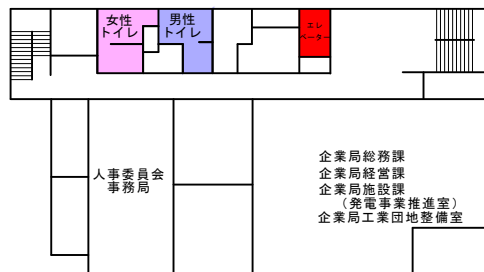 女性
トイレ
男性
トイレ
エレ
ベーター
人事委員会
事務局
企業局総務課
企業局経営課
企業局施設課
（発電事業推進室）
企業局工業団地整備室